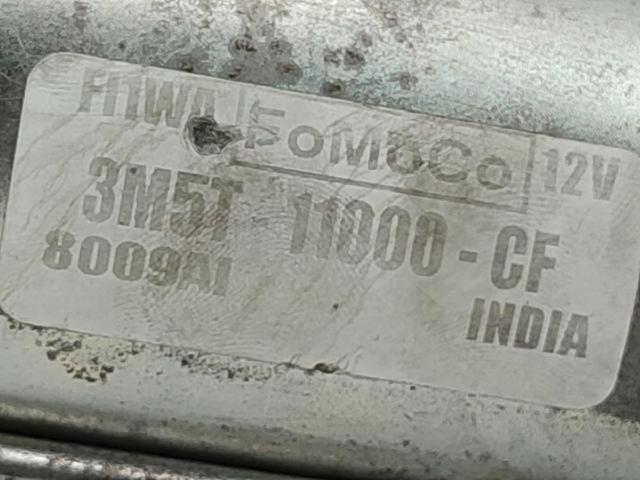 FoMoCo 12V
3M5T 11000-CF
8009AI
INDIA